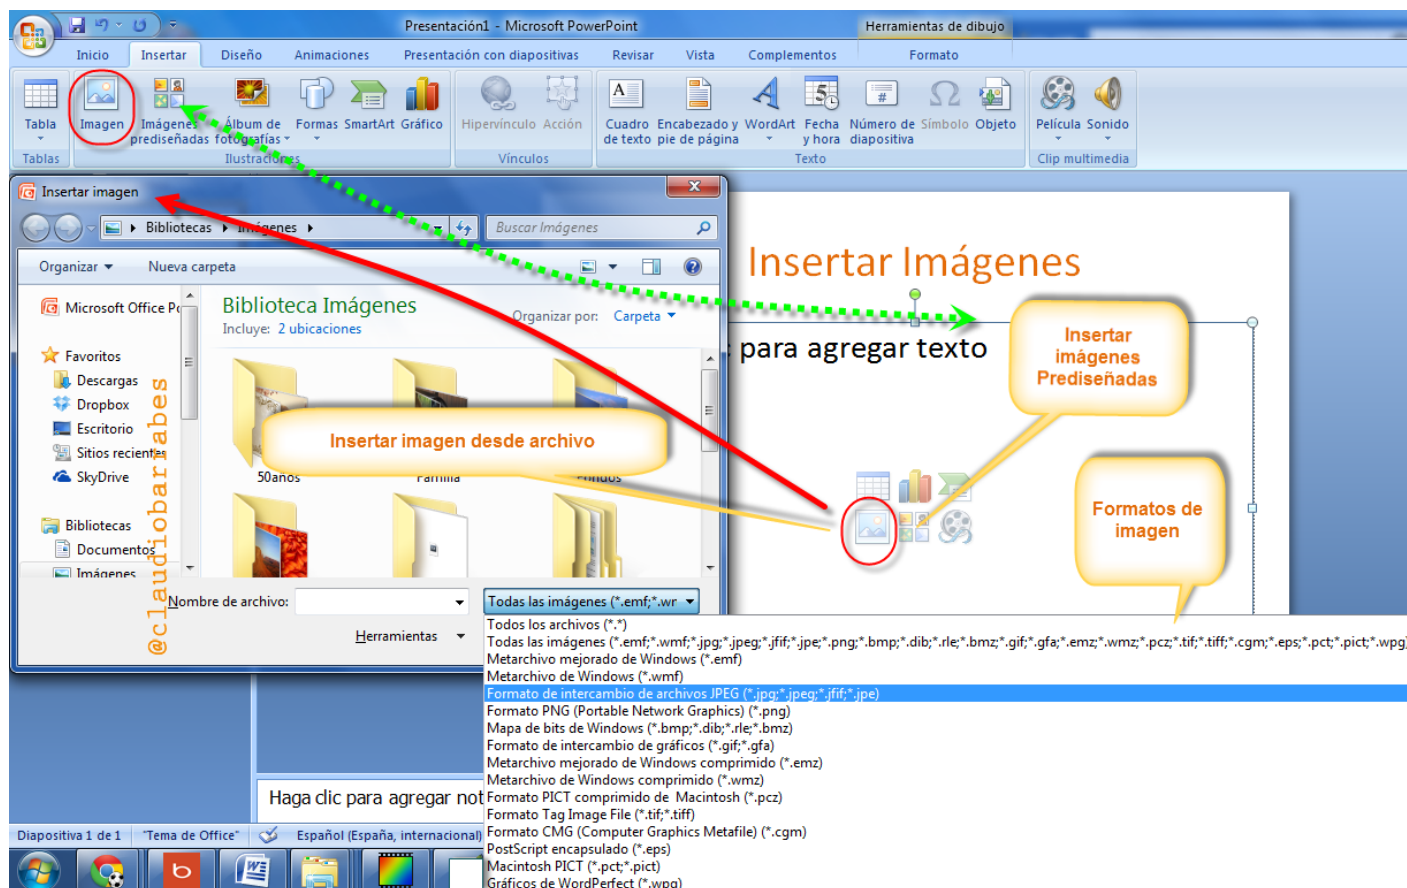 Presentación1 - Microsoft PowerPoint
Herramientas de dibujo
Inicio Insertar Diseño Animaciones Presentación con diapositivas Revisar Vista Complementos Formato
Tabla Imagen Imágenes prediseñadas Álbum de fotografías Formas SmartArt Gráfico Hipervínculo Acción Cuadro de texto Encabezado y pie de página WordArt Fecha y hora Número de diapositiva Símbolo Objeto Película Sonido
Tablas Ilustraciones Vínculos Texto Clip multimedia
Insertar imagen
Bibliotecas Imágenes
Buscar Imágenes
Organizar Nueva carpeta
Microsoft Office
Favoritos
Descargas
Dropbox
Escritorio
Sitios recientes
SkyDrive
Bibliotecas
Documentos
Imágenes
Biblioteca Imágenes
Incluye: 2 ubicaciones
Organizar por: Carpeta
50años
Familia
Fondos
@claudiobarriabes
Insertar imagen desde archivo
Insertar Imágenes
para agregar texto
Insertar
imágenes
Prediseñadas
Formatos de
imagen
Nombre de archivo:
Todas las imágenes (*.emf;*.wr
Herramientas
Todos los archivos (*.*)
Todas las imágenes (*.emf;*.wmf;*.jpg;*.jpeg;*.jfif;*.jpe;*.png;*.bmp;*.dib;*.rle;*.bmz;*.gif;*.gfa;*.emz;*.wmz;*.pcz;*.tif;*.tiff;*.cgm;*.eps;*.pct;*.pict;*.wpg)
Metarchivo mejorado de Windows (*.emf)
Metarchivo de Windows (*.wmf)
Formato de intercambio de archivos JPEG (*.jpg;*.jpeg;*.jfif;*.jpe)
Formato PNG (Portable Network Graphics) (*.png)
Mapa de bits de Windows (*.bmp;*.dib;*.rle;*.bmz)
Formato de intercambio de gráficos (*.gif;*.gfa)
Metarchivo mejorado de Windows comprimido (*.emz)
Metarchivo de Windows comprimido (*.wmz)
Formato PICT comprimido de Macintosh (*.pcz)
Formato Tag Image File (*.tif;*.tiff)
Formato CMG (Computer Graphics Metafile) (*.cgm)
PostScript encapsulado (*.eps)
Macintosh PICT (*.pct;*.pict)
Gráficos de WordPerfect (*.wpg)
Haga clic para agregar not
Diapositiva 1 de 1 "Tema de Office" Español (España, internacional)